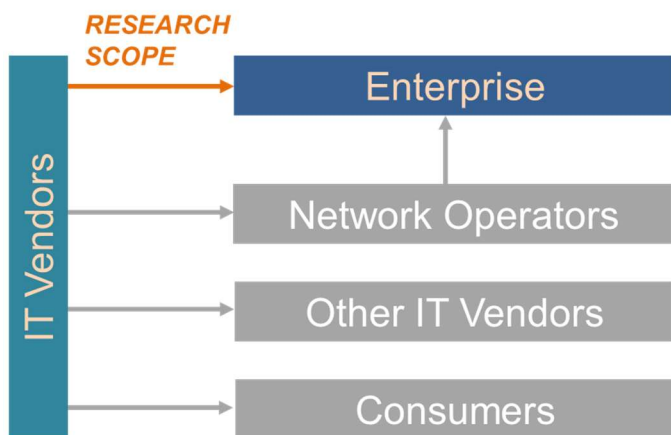 RESEARCH
SCOPE
Enterprise
IT Vendors
Network Operators
Other IT Vendors
Consumers